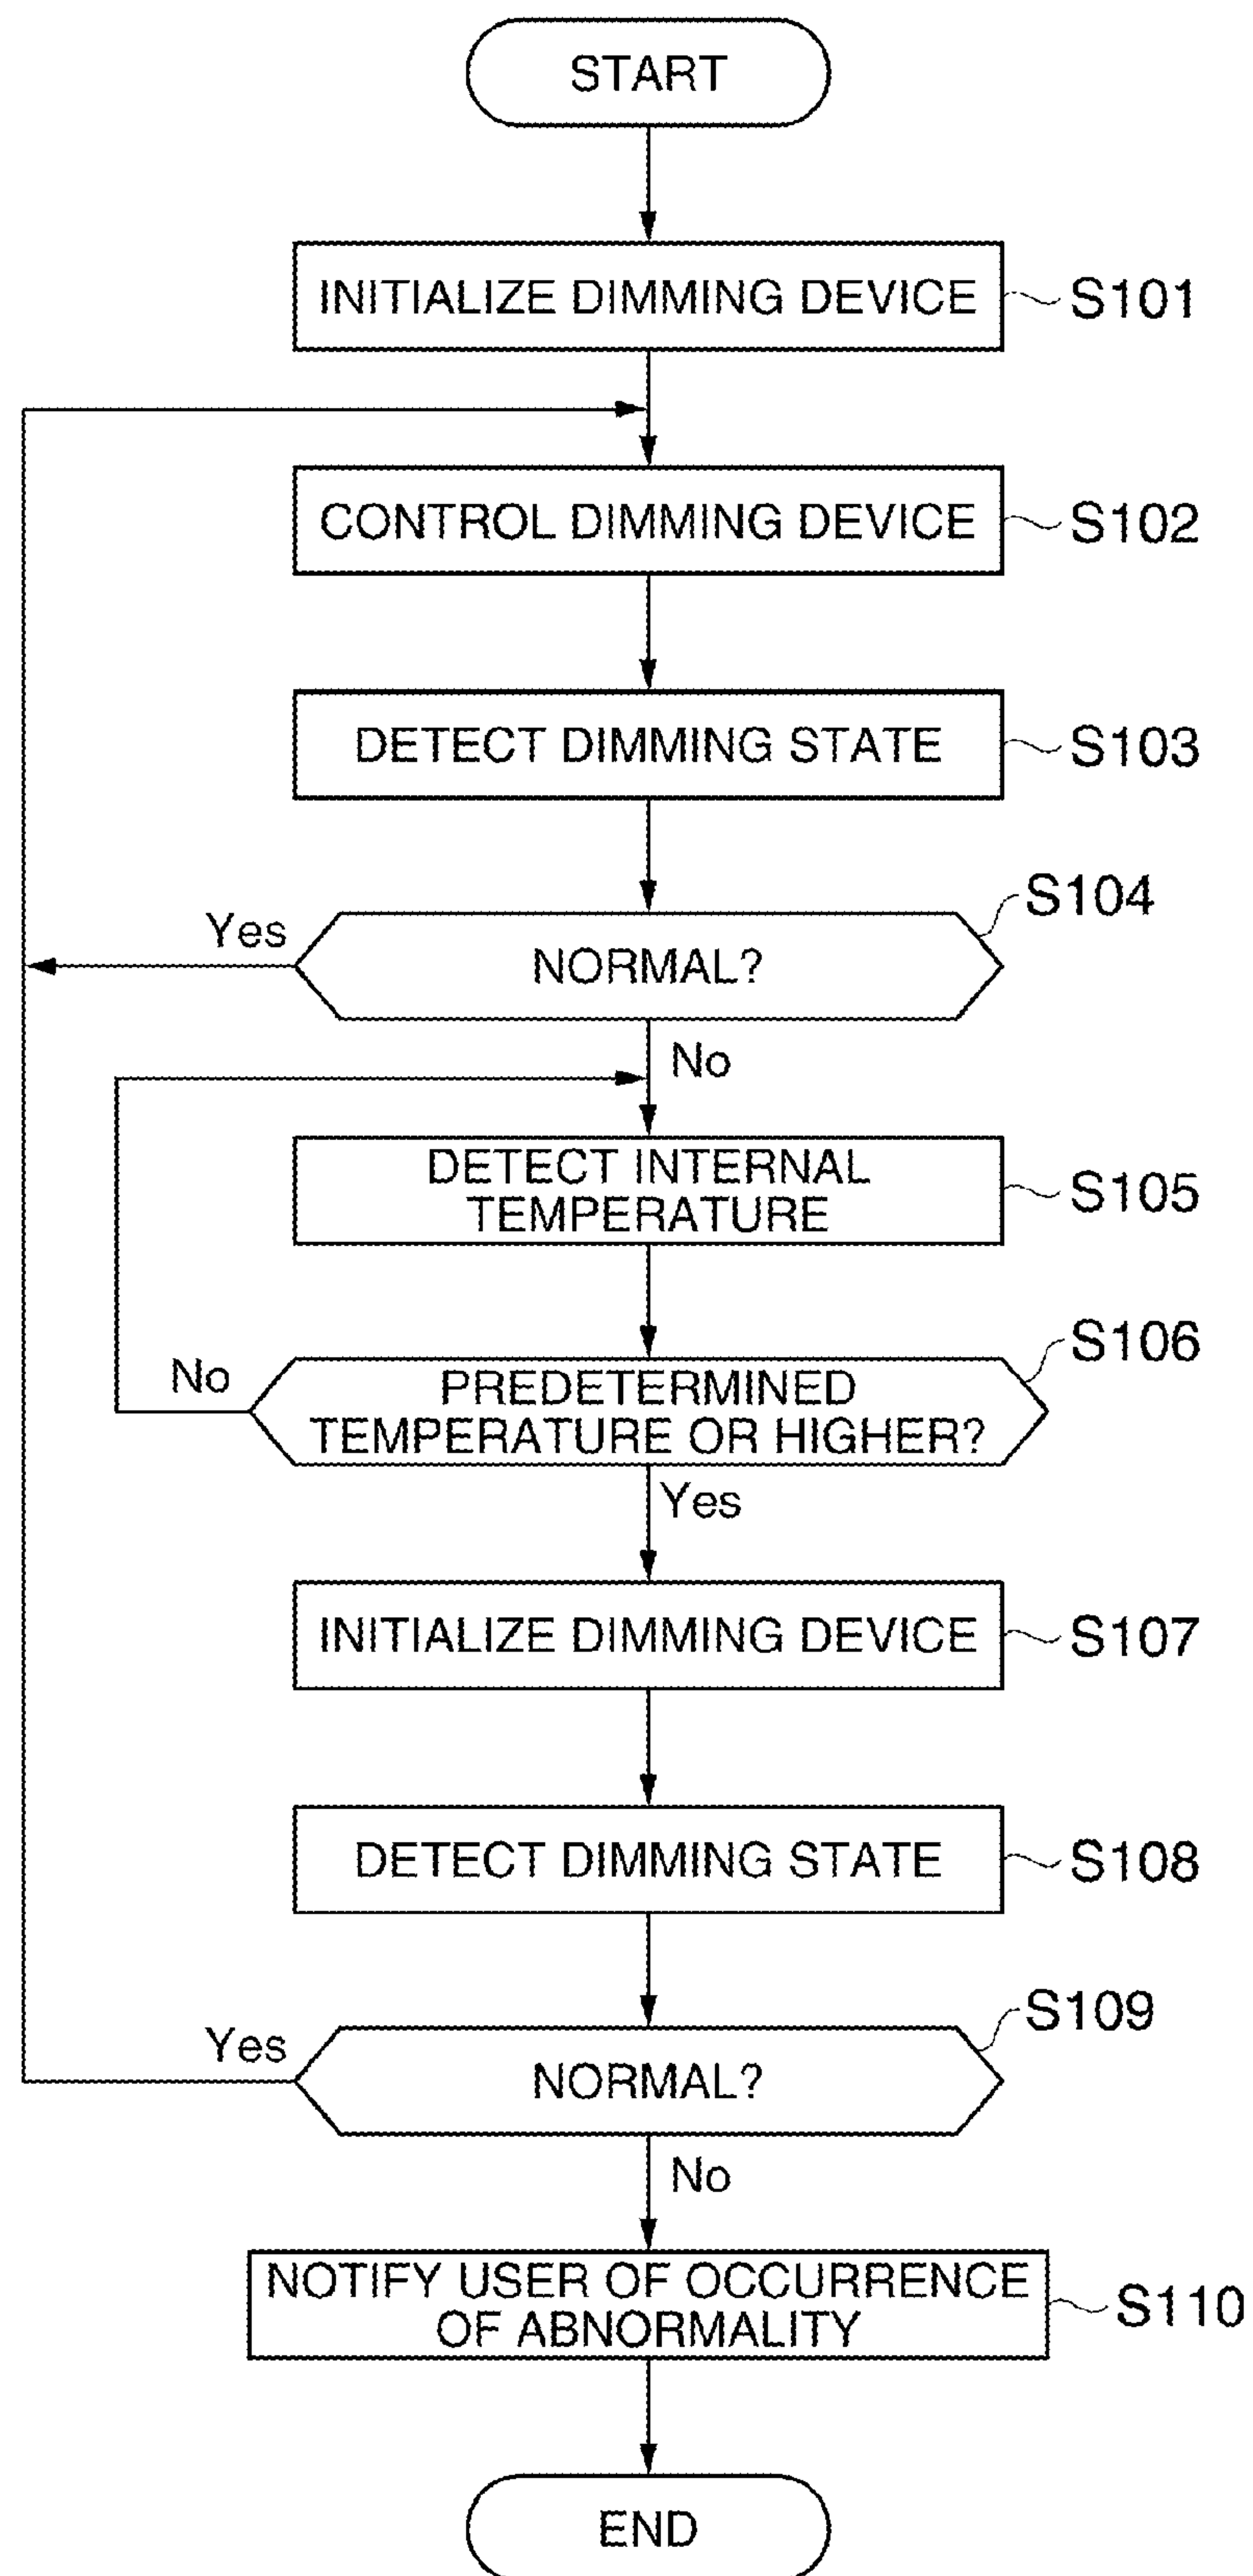 START
INITIALIZE DIMMING DEVICE
S101
CONTROL DIMMING DEVICE
S102
DETECT DIMMING STATE
S103
S104
Yes
NORMAL?
No
DETECT INTERNAL
TEMPERATURE
S105
S106
No
PREDETERMINED
TEMPERATURE OR HIGHER?
Yes
INITIALIZE DIMMING DEVICE
S107
DETECT DIMMING STATE
S108
S109
Yes
NORMAL?
No
NOTIFY USER OF OCCURRENCE
OF ABNORMALITY
S110
END